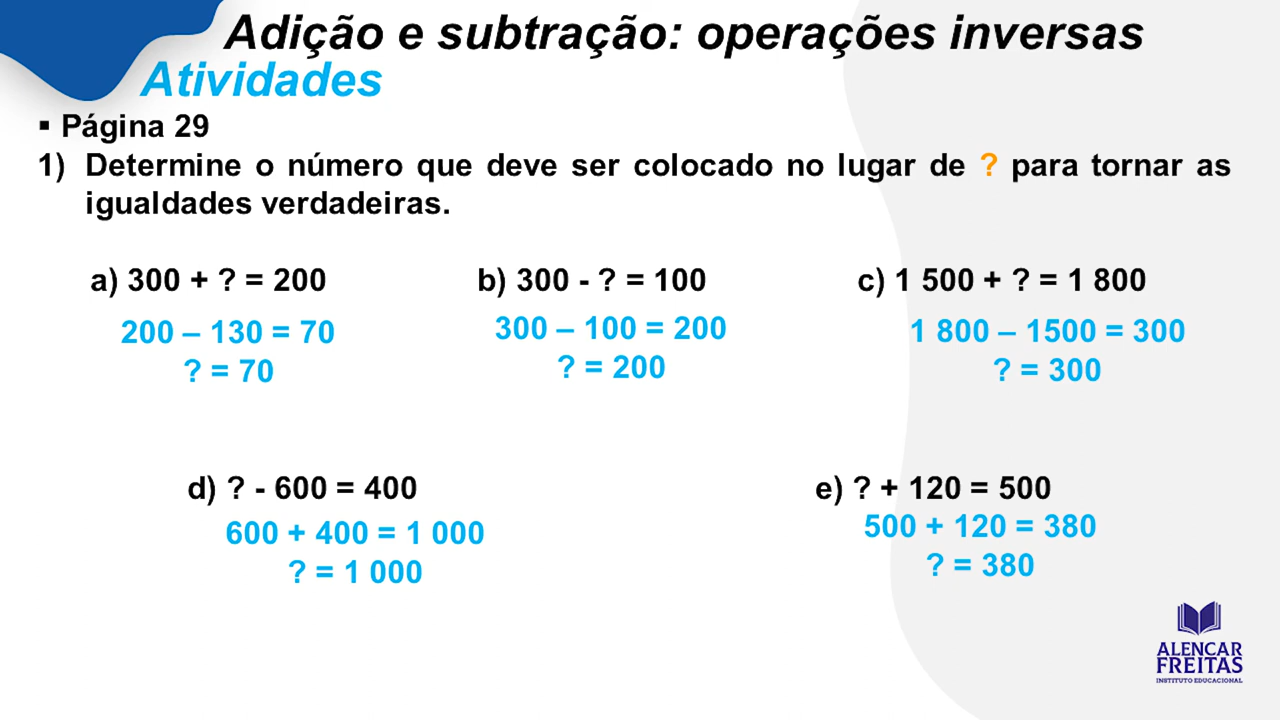 Adição e subtração: operações inversas
Atividades
▪ Página 29
1) Determine o número que deve ser colocado no lugar de ? para tornar as
igualdades verdadeiras.
a) 300 + ? = 200
b) 300 - ? = 100
c) 1 500 + ? = 1 800
200 – 130 = 70
300 – 100 = 200
1 800 – 1500 = 300
? = 70
? = 200
? = 300
d) ? - 600 = 400
e) ? + 120 = 500
600 + 400 = 1 000
500 + 120 = 380
? = 1 000
? = 380
ALENCAR
FREITAS
INSTITUTO EDUCACIONAL